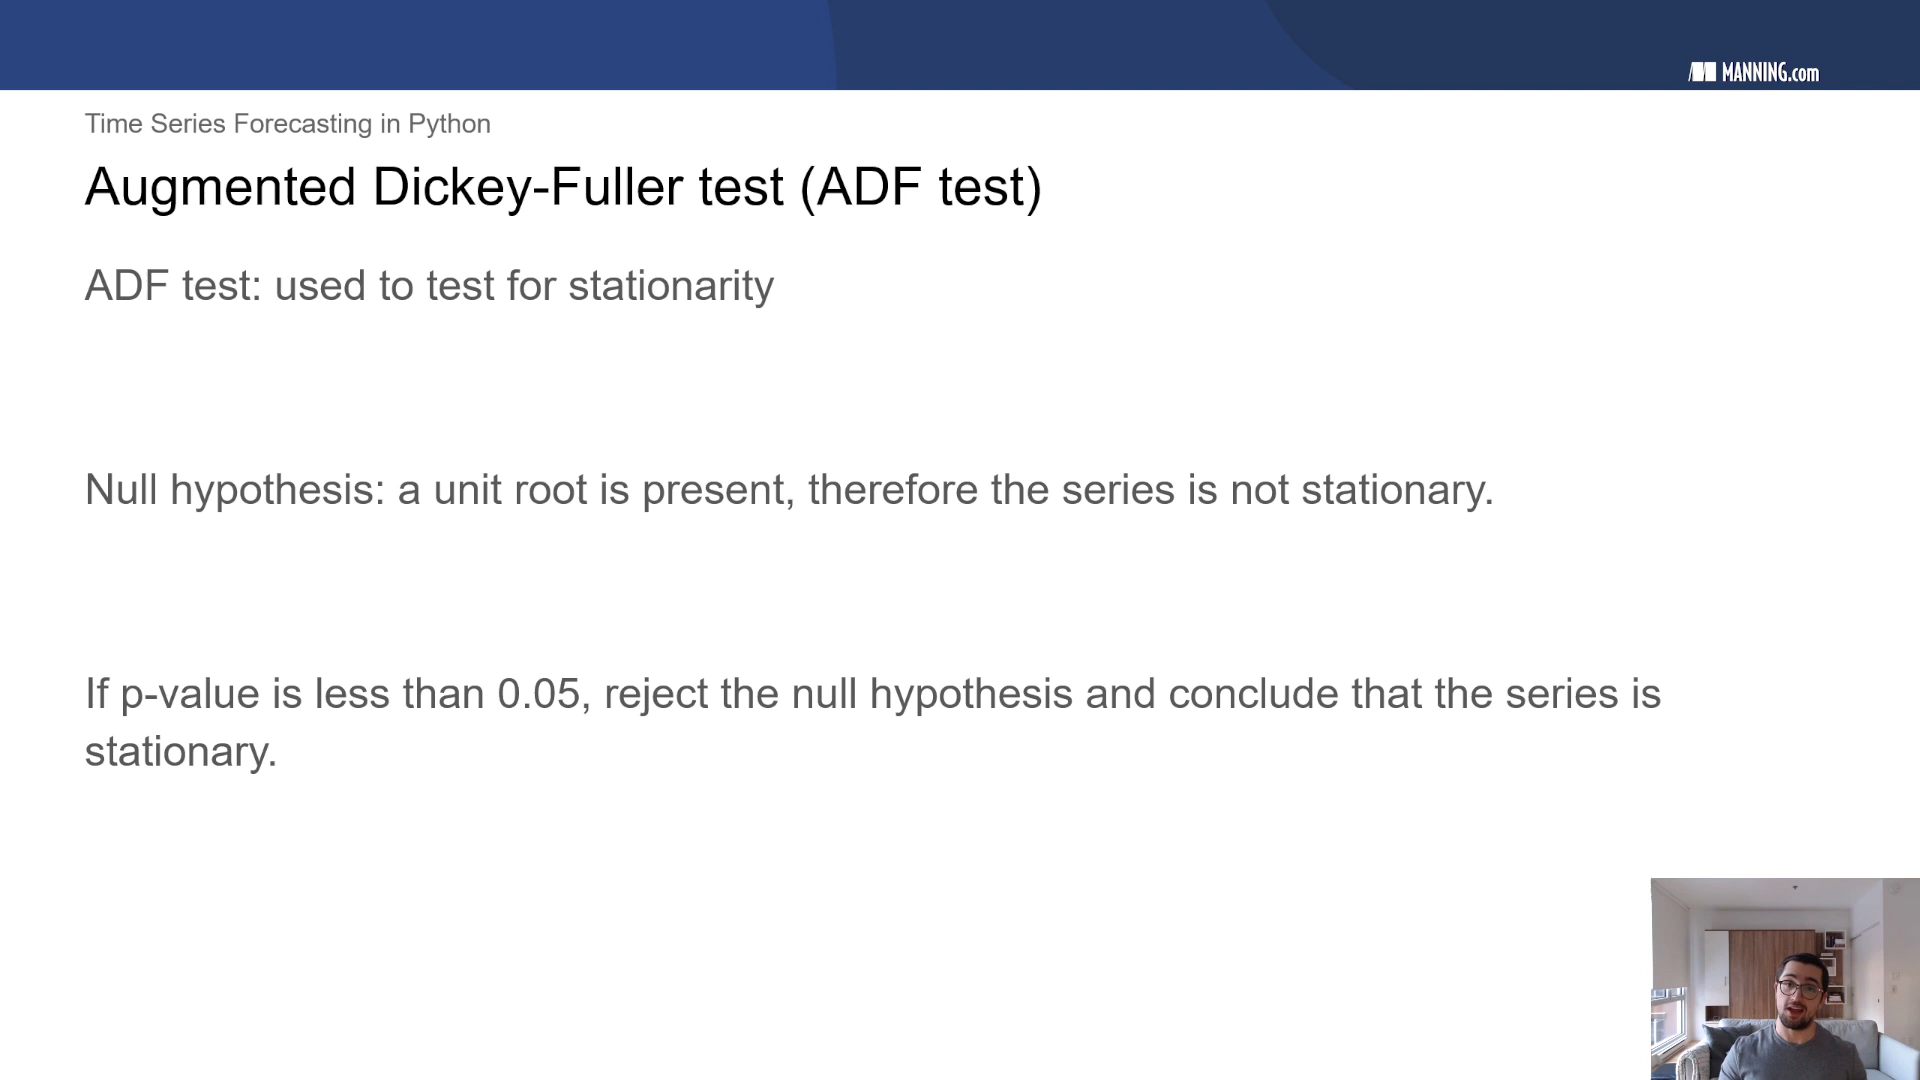 MANNING.com
Time Series Forecasting in Python
Augmented Dickey-Fuller test (ADF test)
ADF test: used to test for stationarity
Null hypothesis: a unit root is present, therefore the series is not stationary.
If p-value is less than 0.05, reject the null hypothesis and conclude that the series is
stationary.